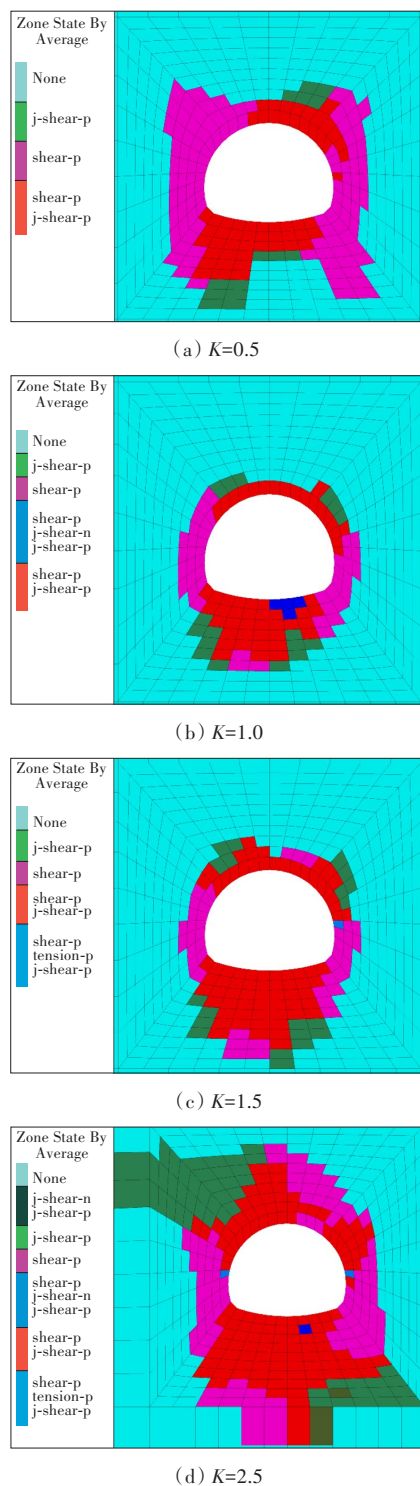 Zone State By
Average
None
j-shear-p
shear-p
shear-p
j-shear-p
(a) K=0.5
Zone State By
Average
None
j-shear-p
shear-p
shear-p
j-shear-n
j-shear-p
shear-p
j-shear-p
(b) K=1.0
Zone State By
Average
None
j-shear-p
shear-p
shear-p
j-shear-p
shear-p
tension-p
j-shear-p
(c) K=1.5
Zone State By
Average
None
j-shear-n
j-shear-p
j-shear-p
shear-p
shear-p
j-shear-n
j-shear-p
shear-p
j-shear-p
shear-p
tension-p
j-shear-p
(d) K=2.5